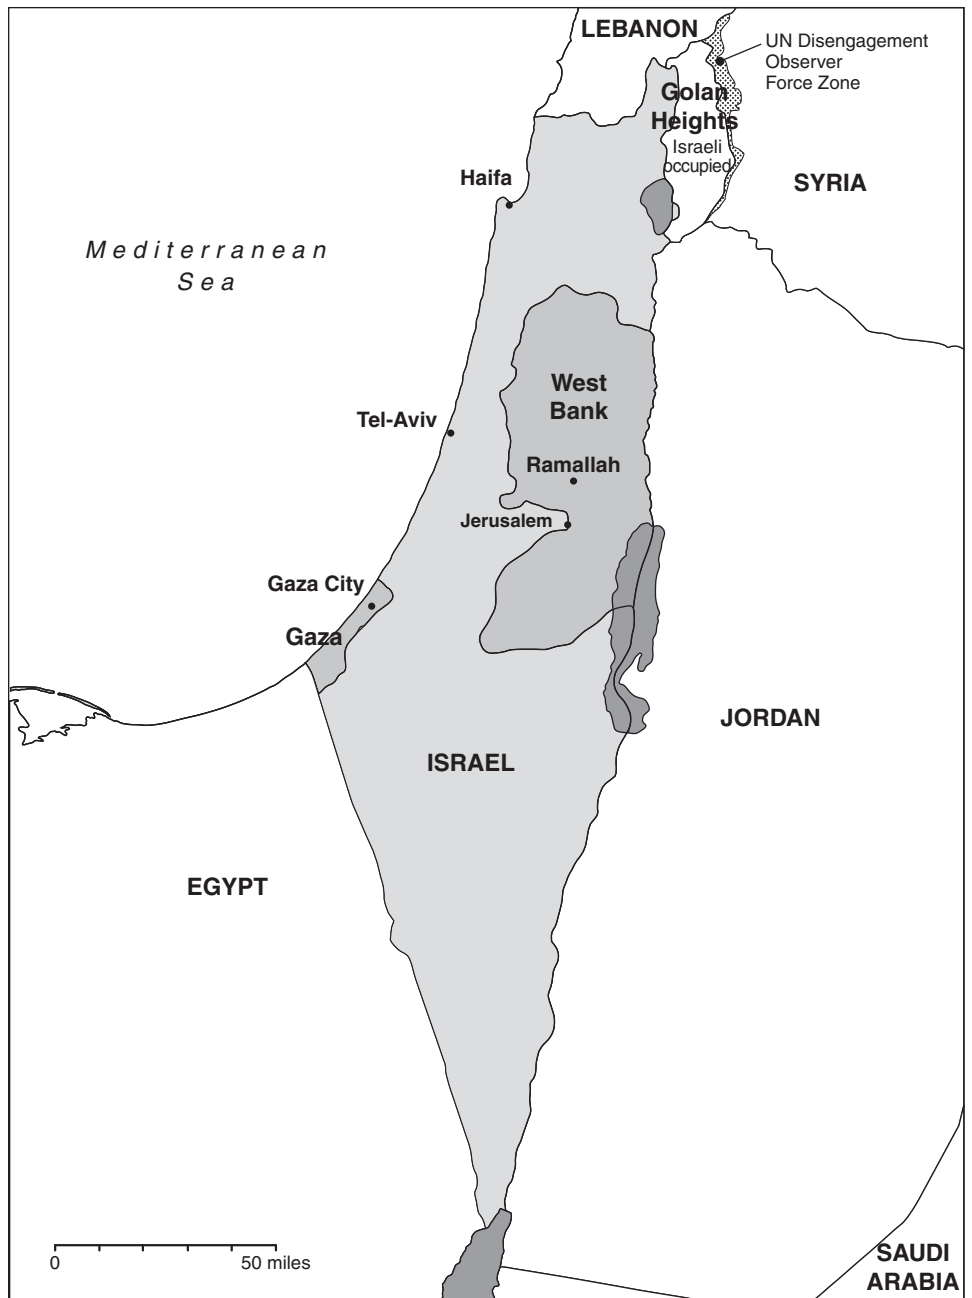 LEBANON
UN Disengagement
Observer
Force Zone
Golan
Heights
Israeli
occupied
SYRIA
Haifa
Mediterranean
Sea
West
Bank
Tel-Aviv
Ramallah
Jerusalem
Gaza City
Gaza
JORDAN
ISRAEL
EGYPT
0
50 miles
SAUDI
ARABIA